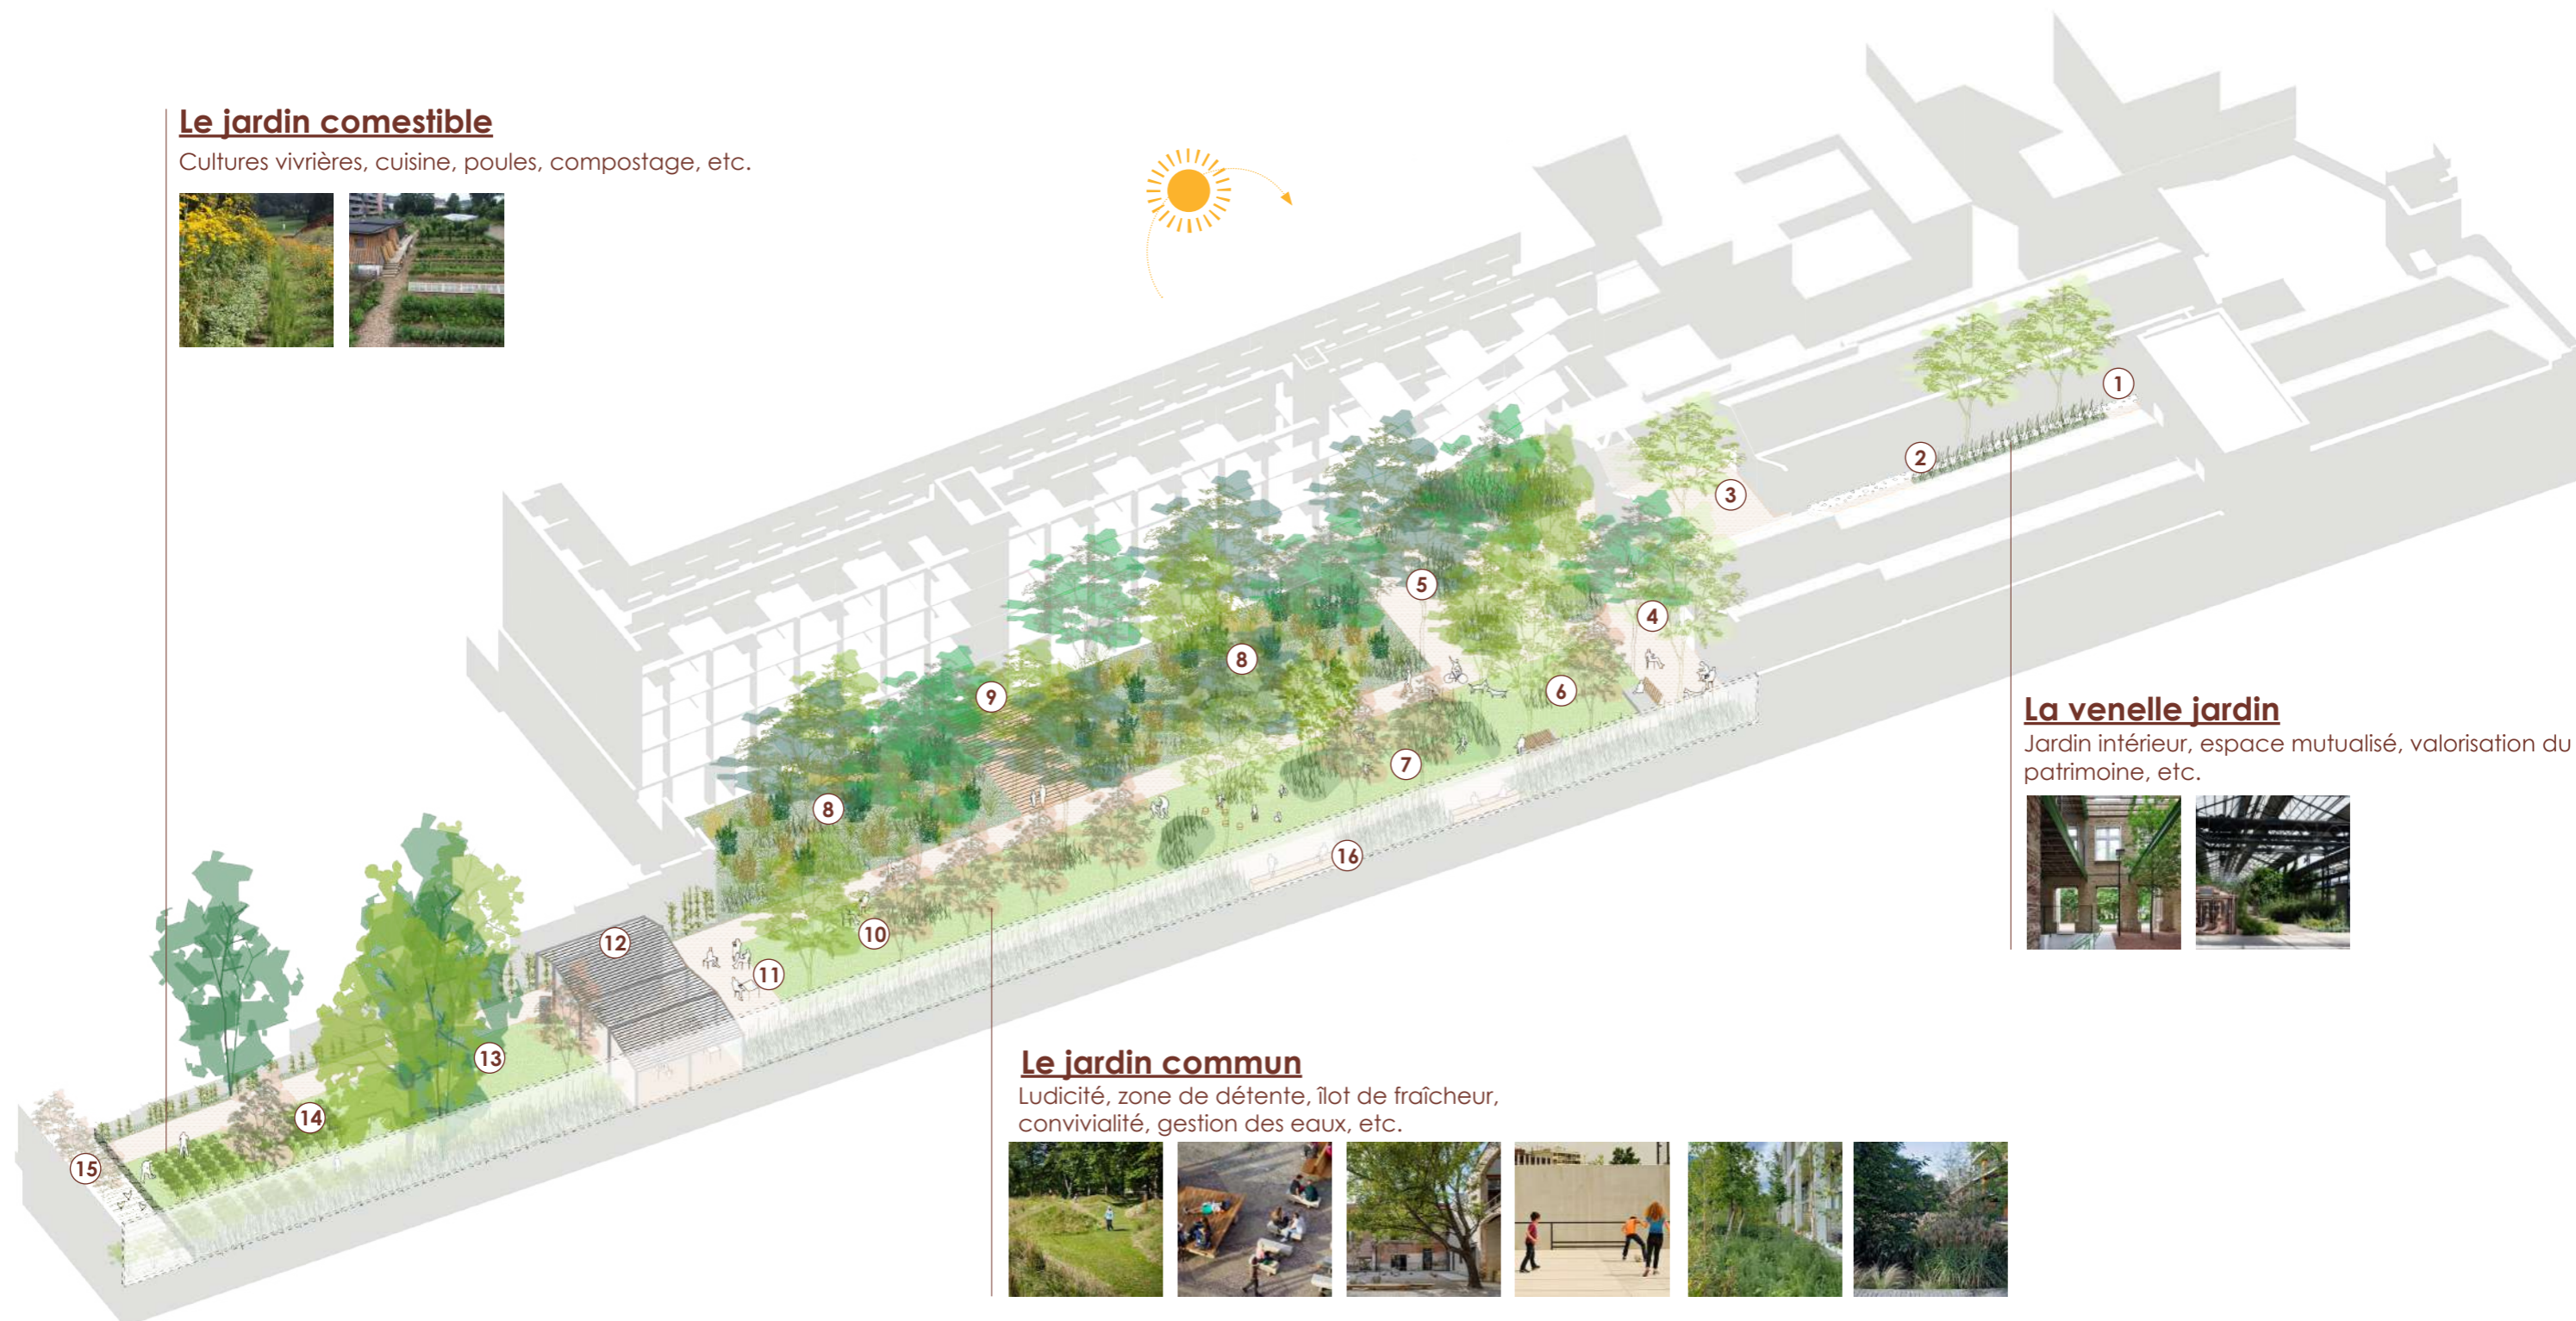 Le jardin comestible
Cultures vivrières, cuisine, poules, compostage, etc.
1
2
3
4
5
6
7
8
9
8
10
11
12
13
14
15
16
La venelle jardin
Jardin intérieur, espace mutualisé, valorisation du
patrimoine, etc.
Le jardin commun
Ludicité, zone de détente, îlot de fraîcheur,
convivialité, gestion des eaux, etc.